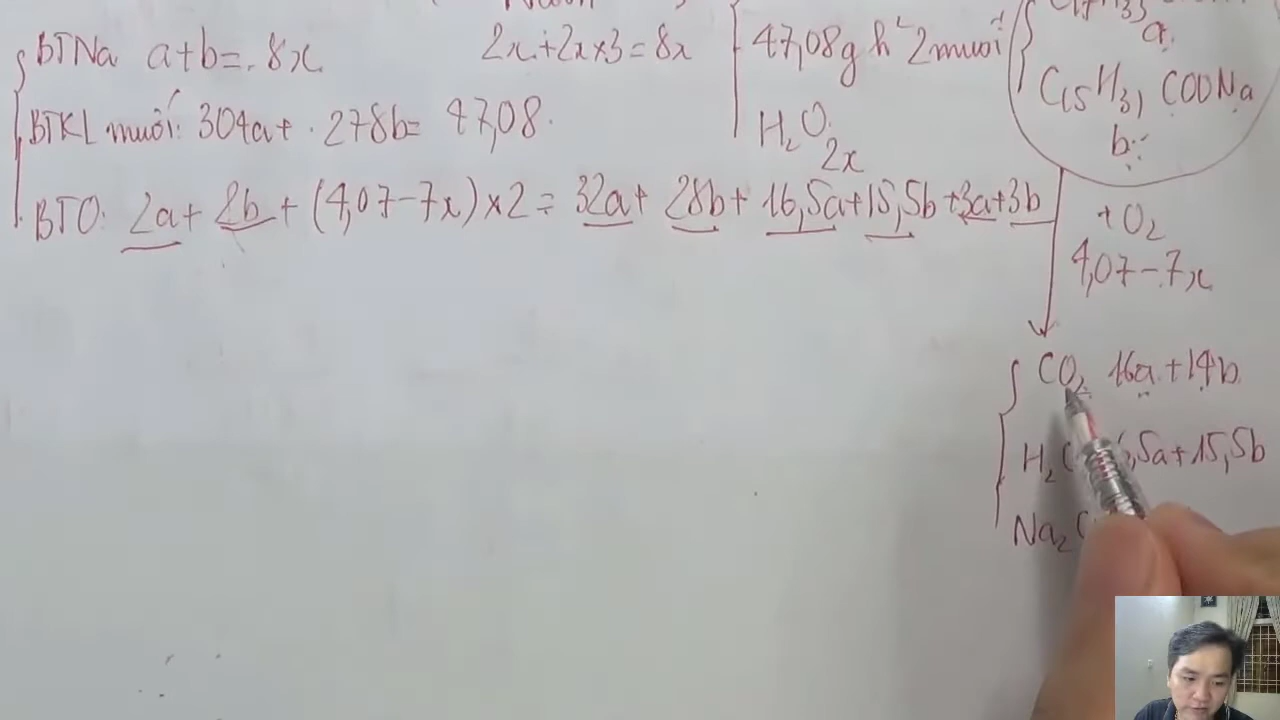 BTNa a+b= 8x
2x+2x×3=8x
47,08g h² 2 muối
a
BTKL muối: 304a+ 278b= 47,08
C15H31COONa
b
H2O
2x
BTO: 2a+ 2b + (4,07-7x)×2 = 32a+ 28b+ 16,5a+15,5b+3a+3b
+O2
4,07-7x
CO2 16a+14b
,5a+15,5b
Na2